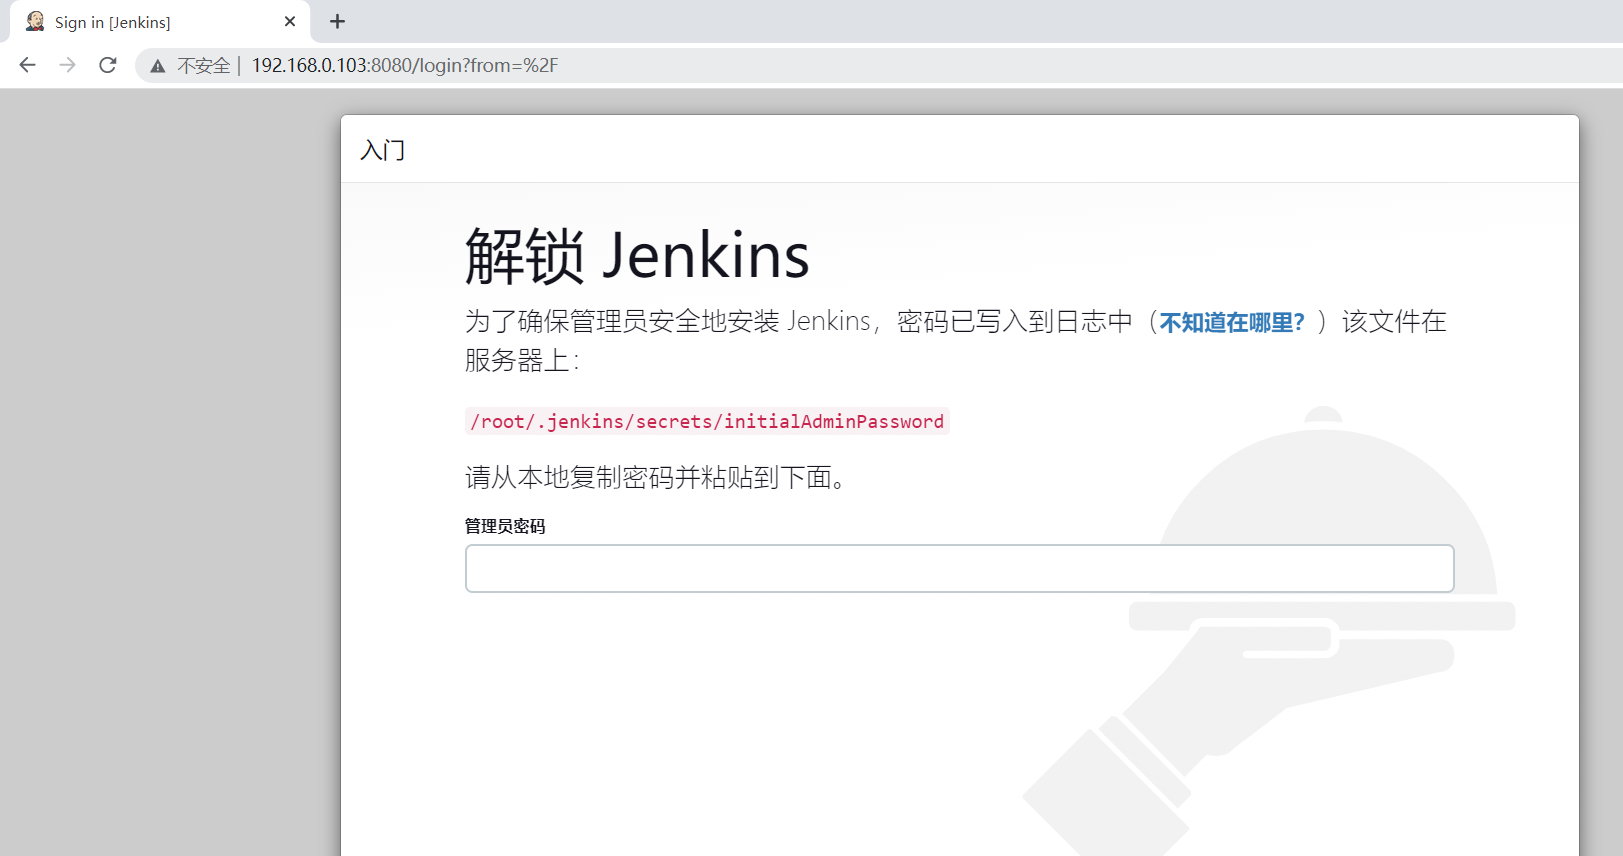 Sign in [Jenkins]
不安全 | 192.168.0.103:8080/login?from=%2F
入门
解锁 Jenkins
为了确保管理员安全地安装 Jenkins，密码已写入到日志中（不知道在哪里？）该文件在
服务器上：
/root/.jenkins/secrets/initialAdminPassword
请从本地复制密码并粘贴到下面。
管理员密码